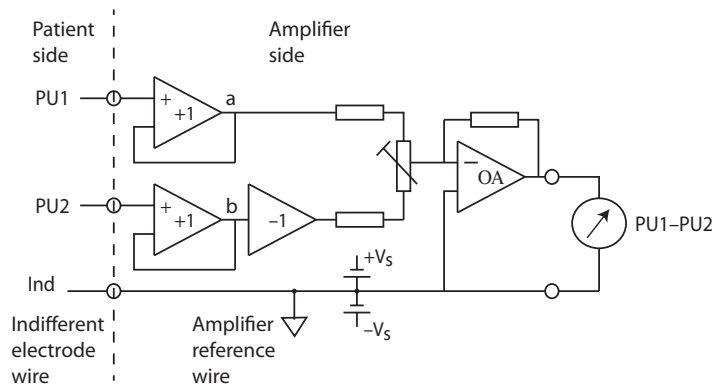 Patient
side
Amplifier
side
PU1
+
+1
a
PU2
+
+1
b
–1
–
OA
PU1–PU2
Ind
+Vs
–Vs
Indifferent
electrode
wire
Amplifier
reference
wire